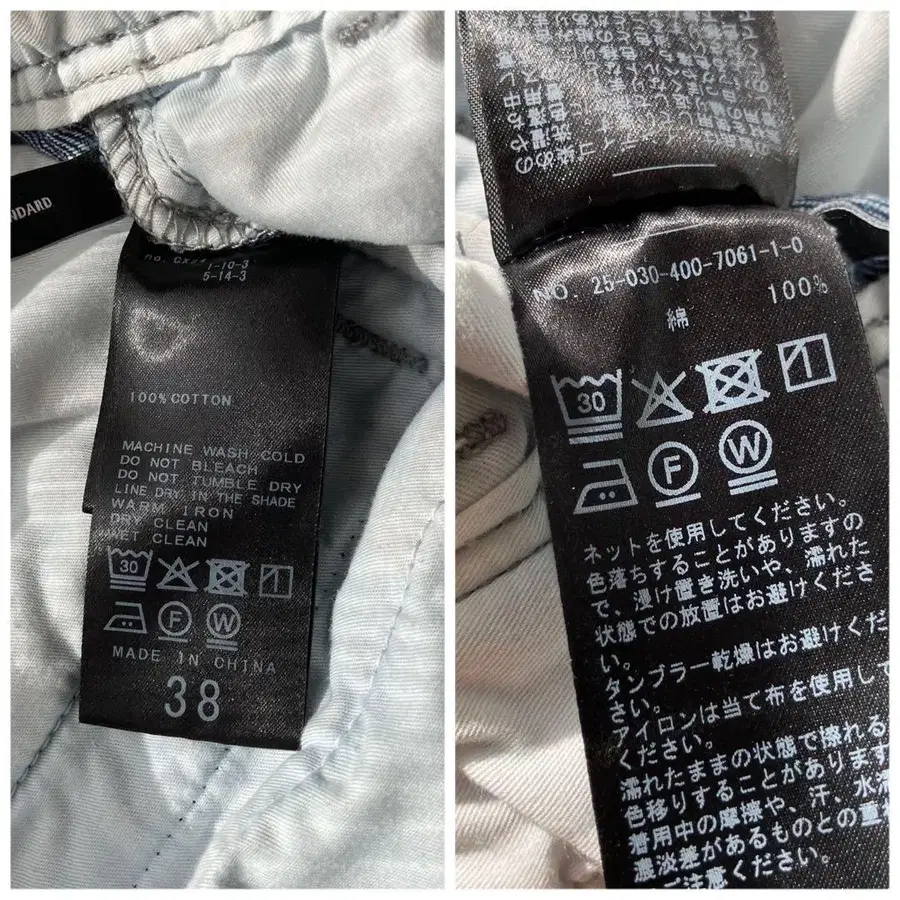 NDARD
5-14-3
100% COTTON
MACHINE WASH COLD
DO NOT BLEACH
DO NOT TUMBLE DRY
LINE DRY IN THE SHADE
WARM IRON
DRY CLEAN
WET CLEAN
30
F W
MADE IN CHINA
38
NO. 25-030-400-7061-1-0
綿 100%
30
F W
ネットを使用してください。
色落ちすることがありますの
で、浸け置き洗いや、濡れた
状態での放置はお避けくださ
い。
タンブラー乾燥はお避けくだ
さい。
アイロンは当て布を使用して
ください。
濡れたままの状態で擦れる
色移りすることがあります
着用中の摩擦や、汗、水濡
濃淡差があるものとの重
ご注意ください。